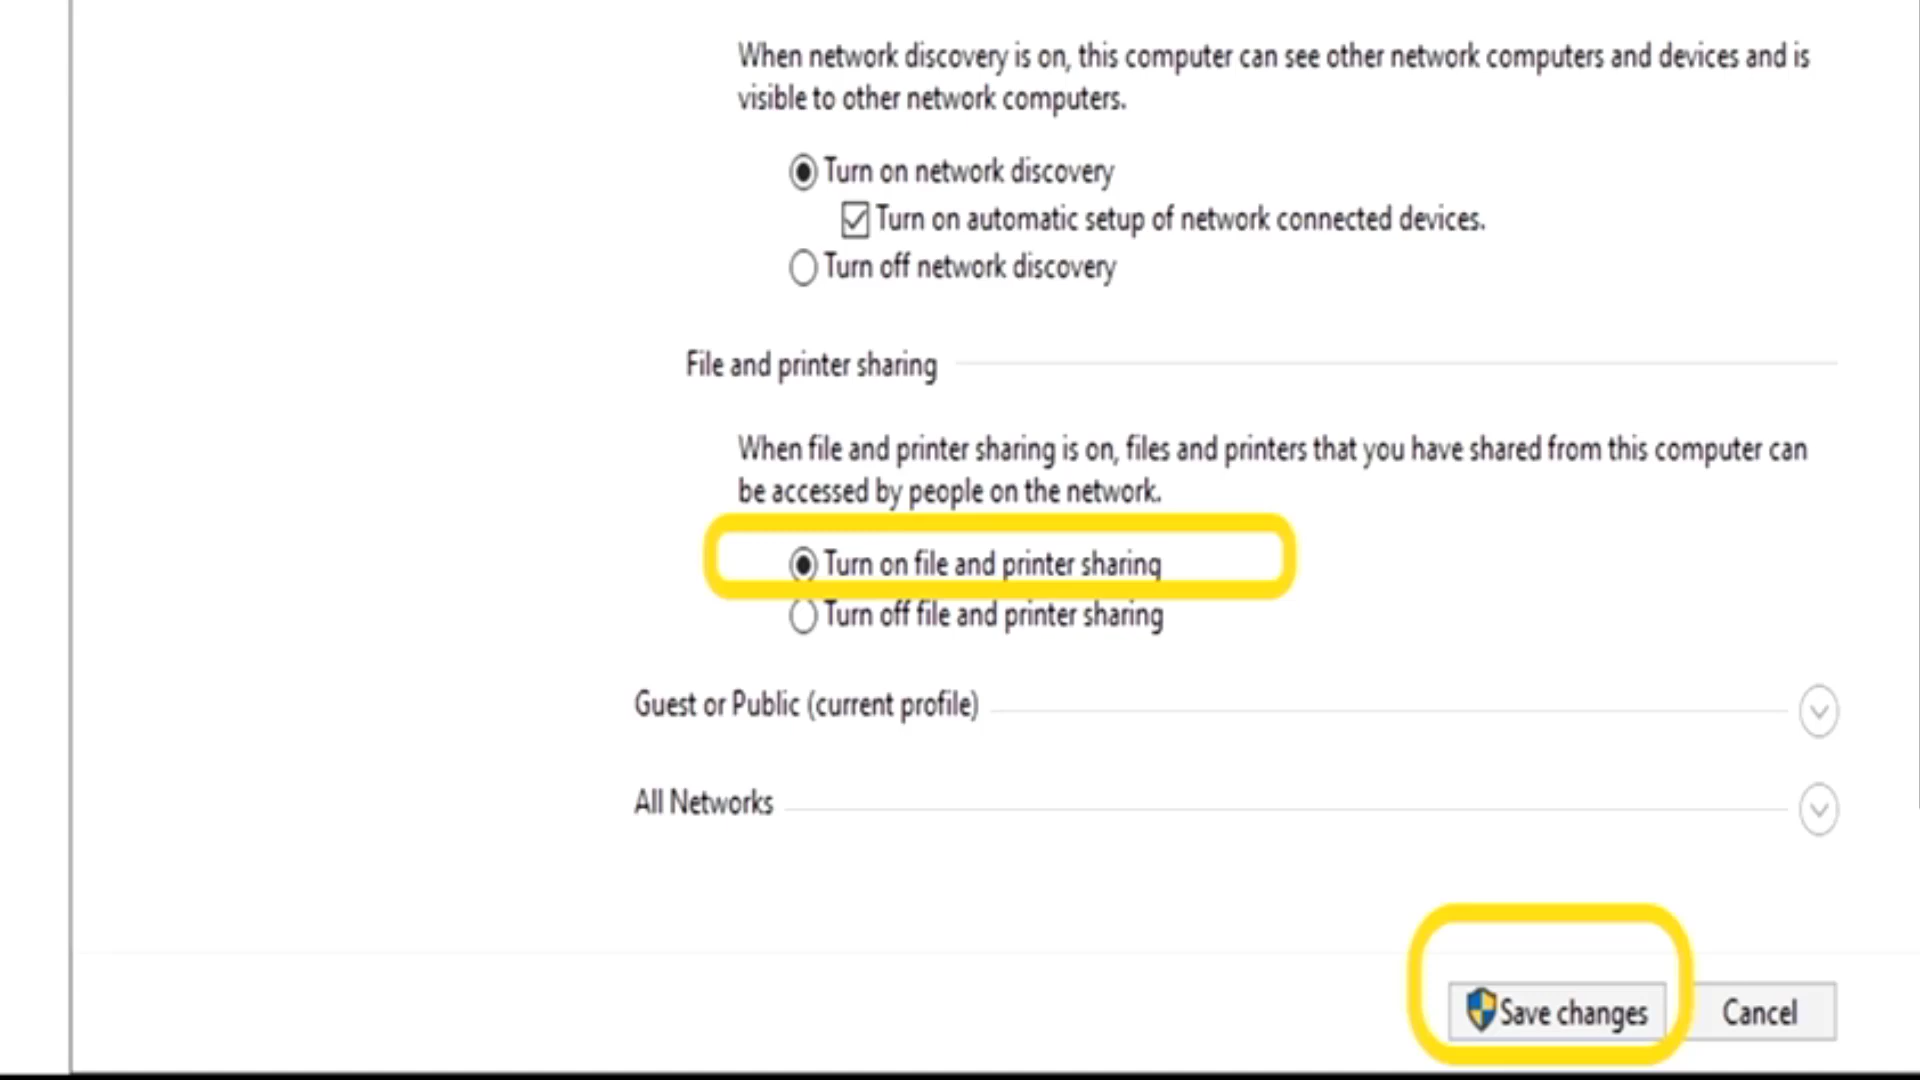 When network discovery is on, this computer can see other network computers and devices and is
visible to other network computers.
Turn on network discovery
Turn on automatic setup of network connected devices.
Turn off network discovery
File and printer sharing
When file and printer sharing is on, files and printers that you have shared from this computer can
be accessed by people on the network.
Turn on file and printer sharing
Turn off file and printer sharing
Guest or Public (current profile)
All Networks
Save changes
Cancel